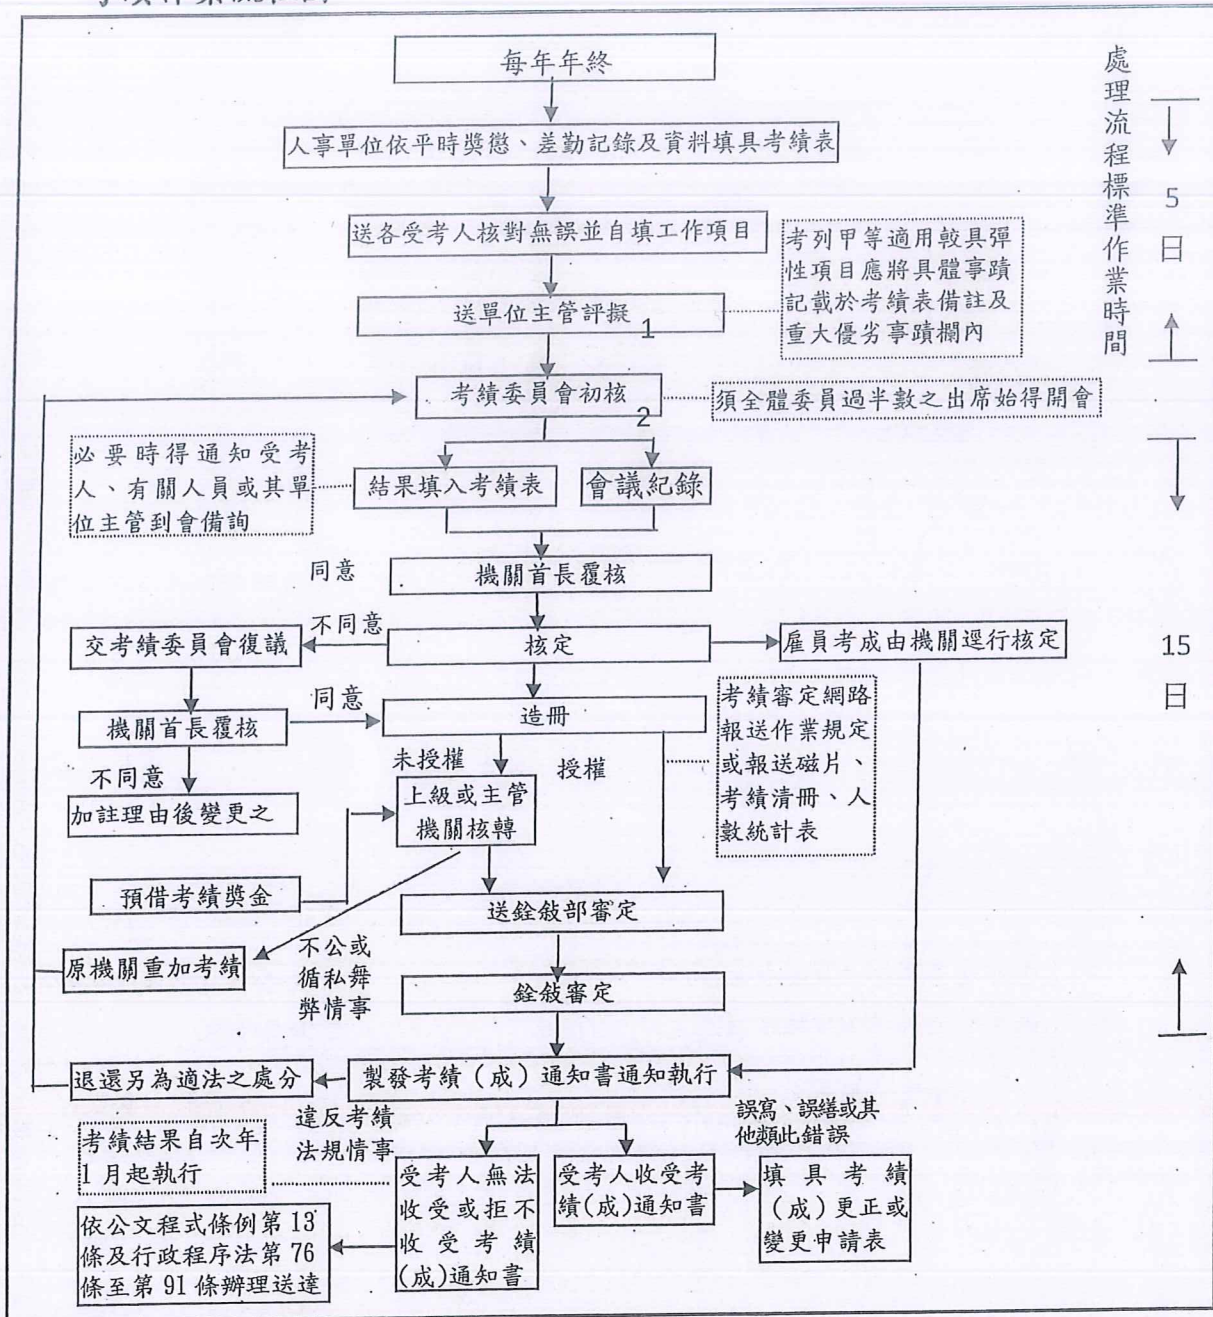 每年年終
人事單位依平時獎懲、差勤記錄及資料填具考績表
送各受考人核對無誤並自填工作項目
送單位主管評擬
1
考列甲等適用較具彈
性項目應將具體事蹟
記載於考績表備註及
重大優劣事蹟欄內
處理流程標準作業時間
5
日
考績委員會初核
2
須全體委員過半數之出席始得開會
必要時得通知受考
人、有關人員或其單
位主管到會備詢
結果填入考績表
會議紀錄
同意
機關首長覆核
不同意
交考績委員會復議
核定
雇員考成由機關逕行核定
15
日
機關首長覆核
同意
造冊
考績審定網路
報送作業規定
或報送磁片、
考績清冊、人
數統計表
不同意
加註理由後變更之
未授權
授權
上級或主管
機關核轉
預借考績獎金
送銓敘部審定
原機關重加考績
不公或
循私舞
弊情事
銓敘審定
退還另為適法之處分
製發考績(成)通知書通知執行
違反考績
法規情事
誤寫、誤繕或其
他類此錯誤
考績結果自次年
1月起執行
受考人無法
收受或拒不
收受考績
(成)通知書
受考人收受考
績(成)通知書
填具考績
(成)更正或
變更申請表
依公文程式條例第13
條及行政程序法第76
條至第91條辦理送達